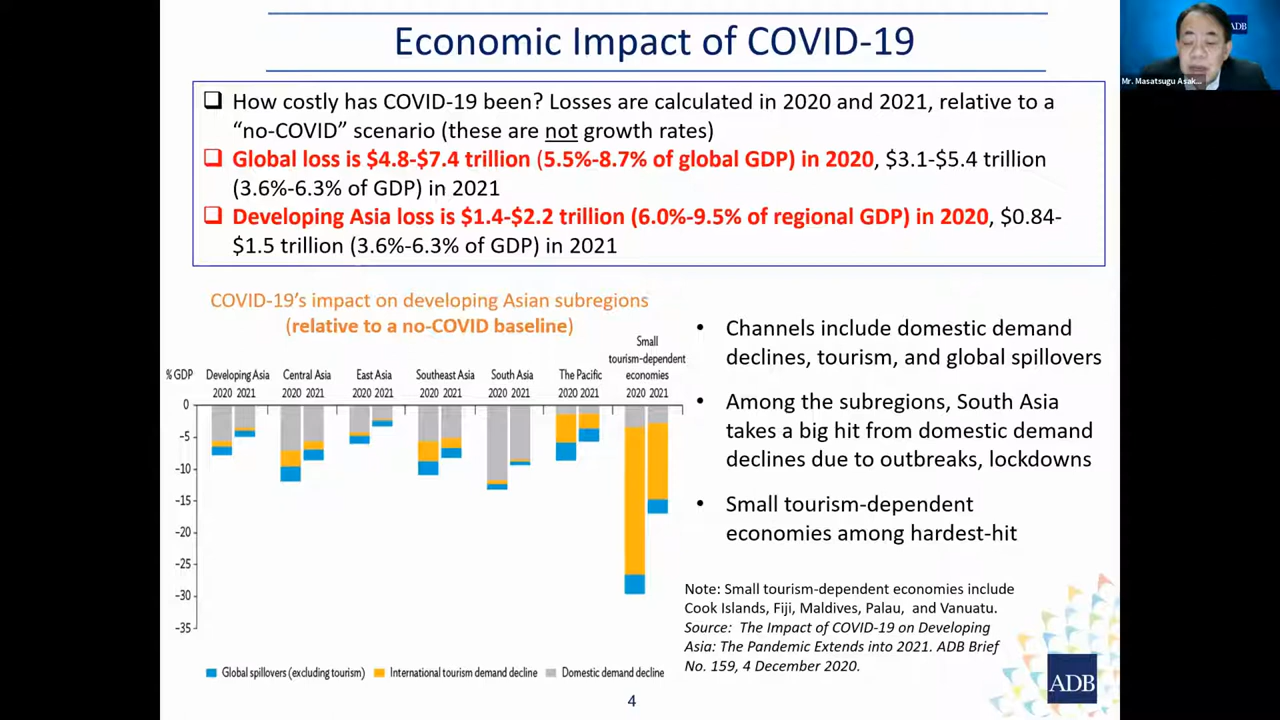 Economic Impact of COVID-19
ADB
Mr. Masatsugu Asak...
❑ How costly has COVID-19 been? Losses are calculated in 2020 and 2021, relative to a
“no-COVID” scenario (these are not growth rates)
❑ Global loss is $4.8-$7.4 trillion (5.5%-8.7% of global GDP) in 2020, $3.1-$5.4 trillion
(3.6%-6.3% of GDP) in 2021
❑ Developing Asia loss is $1.4-$2.2 trillion (6.0%-9.5% of regional GDP) in 2020, $0.84-
$1.5 trillion (3.6%-6.3% of GDP) in 2021
COVID-19’s impact on developing Asian subregions
(relative to a no-COVID baseline)
Small
tourism-dependent
% GDP Developing Asia Central Asia East Asia Southeast Asia South Asia The Pacific economies
2020 2021 2020 2021 2020 2021 2020 2021 2020 2021 2020 2021 2020 2021
0
−5
−10
−15
−20
−25
−30
−35
Global spillovers (excluding tourism) International tourism demand decline Domestic demand decline
• Channels include domestic demand
declines, tourism, and global spillovers
• Among the subregions, South Asia
takes a big hit from domestic demand
declines due to outbreaks, lockdowns
• Small tourism-dependent
economies among hardest-hit
Note: Small tourism-dependent economies include
Cook Islands, Fiji, Maldives, Palau, and Vanuatu.
Source: The Impact of COVID-19 on Developing
Asia: The Pandemic Extends into 2021. ADB Brief
No. 159, 4 December 2020.
ADB
4